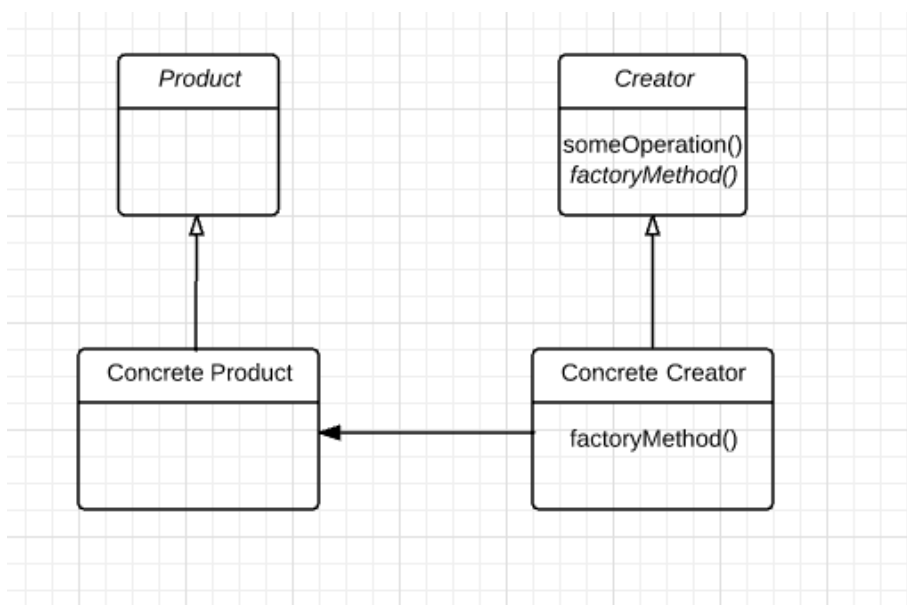 Product
Creator
someOperation()
factoryMethod()
Concrete Product
Concrete Creator
factoryMethod()